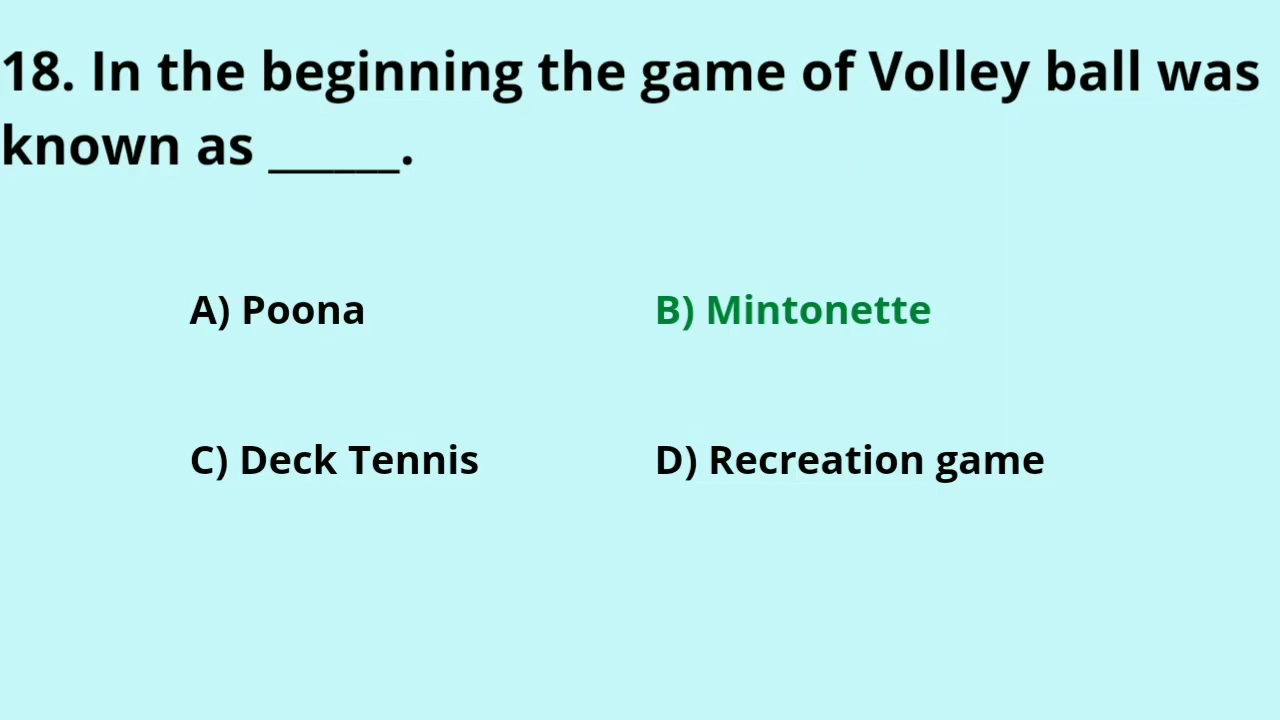 18. In the beginning the game of Volley ball was
known as ______.
A) Poona
B) Mintonette
C) Deck Tennis
D) Recreation game